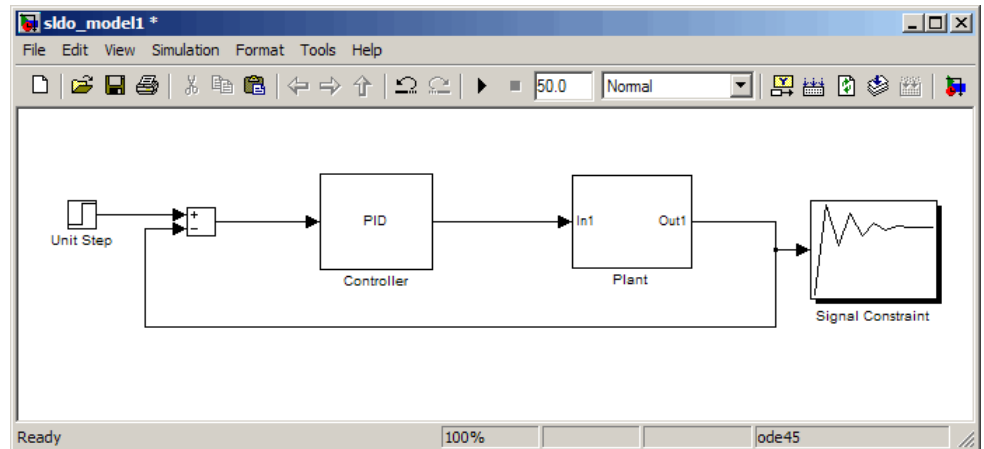 sldo_model1 *
File Edit View Simulation Format Tools Help
50.0 Normal
Unit Step
+
−
PID
Controller
In1 Out1
Plant
Signal Constraint
Ready 100% ode45